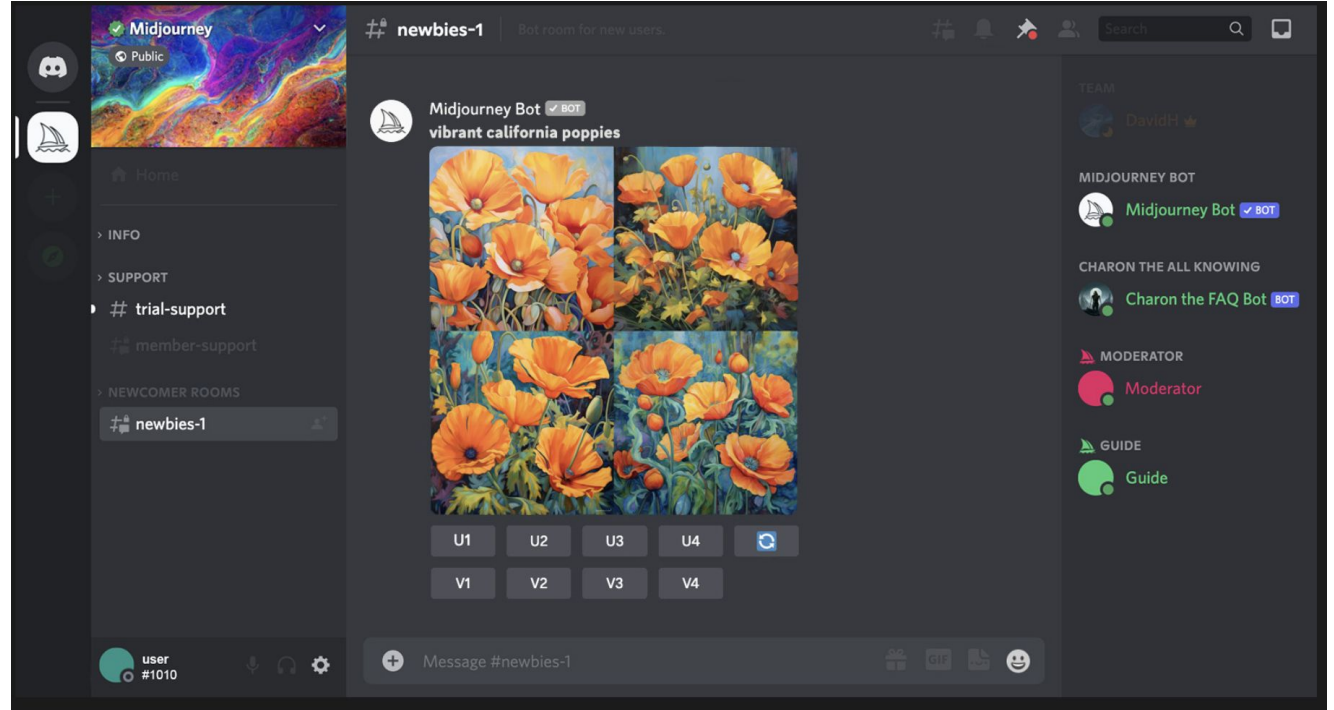 Midjourney
Public
Home
INFO
SUPPORT
trial-support
member-support
NEWCOMER ROOMS
newbies-1
user
#1010
newbies-1
Bot room for new users.
Search
Midjourney Bot BOT
vibrant california poppies
U1 U2 U3 U4
V1 V2 V3 V4
Message #newbies-1
GIF
TEAM
DavidH
MIDJOURNEY BOT
Midjourney Bot BOT
CHARON THE ALL KNOWING
Charon the FAQ Bot BOT
MODERATOR
Moderator
GUIDE
Guide